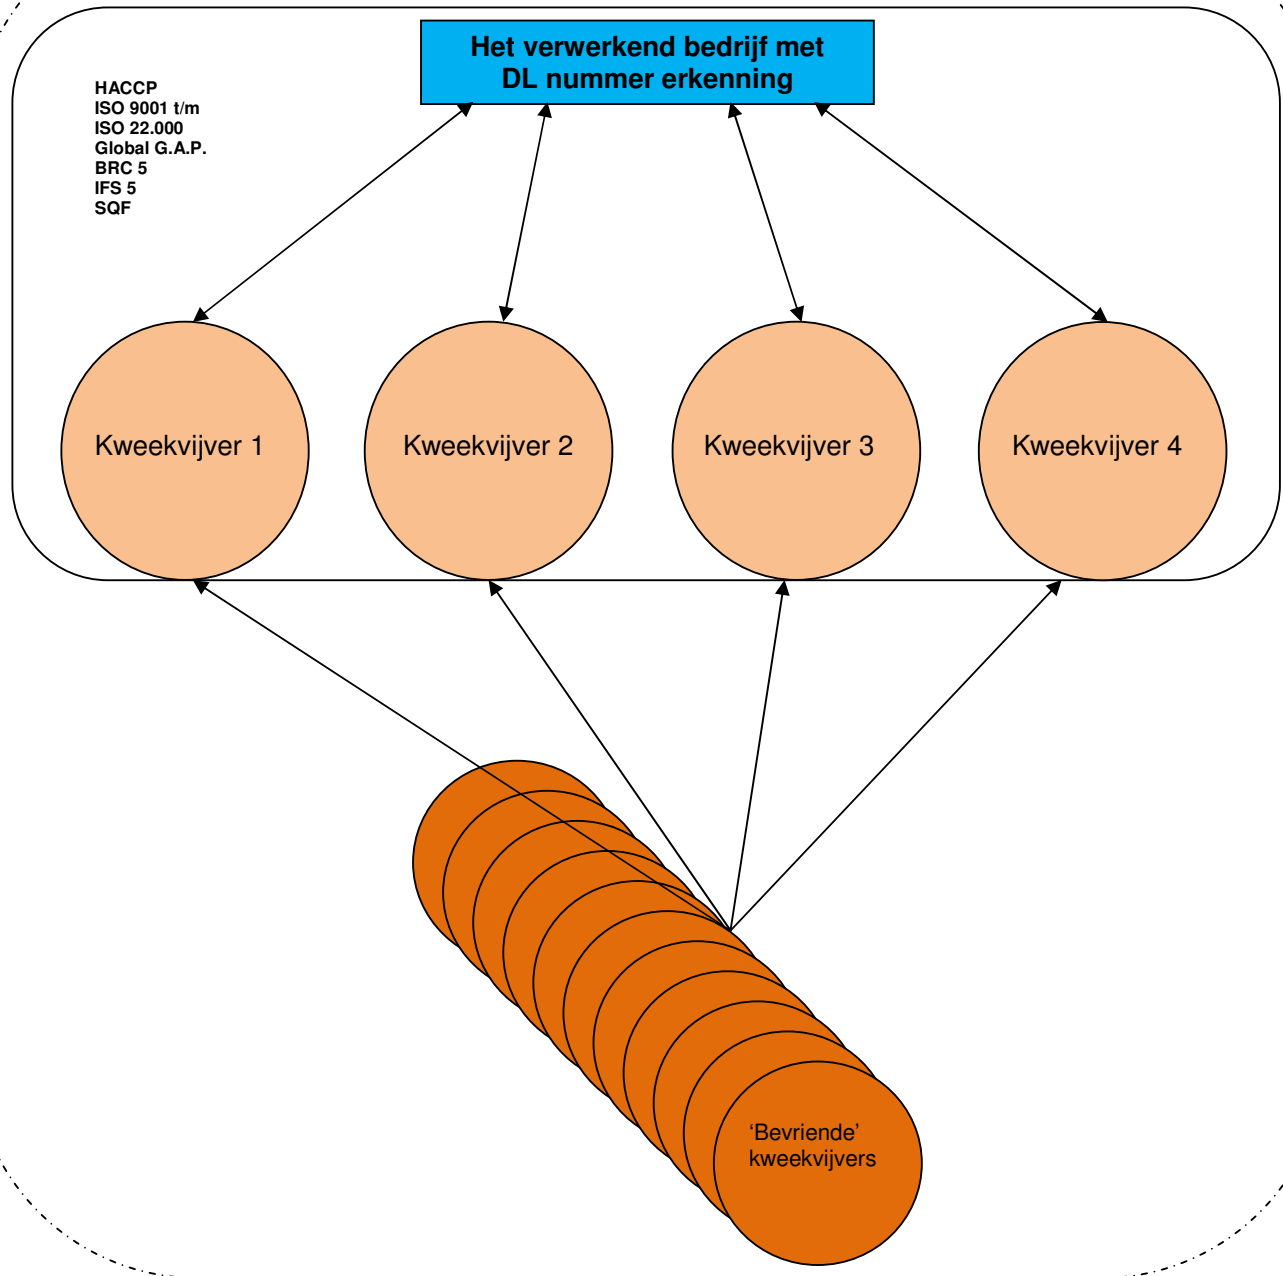 Het verwerkend bedrijf met
DL nummer erkenning
HACCP
ISO 9001 t/m
ISO 22.000
Global G.A.P.
BRC 5
IFS 5
SQF
Kweekvijver 1
Kweekvijver 2
Kweekvijver 3
Kweekvijver 4
‘Bevriende’
kweekvijvers